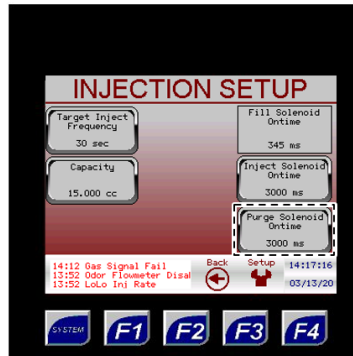 INJECTION SETUP
Target Inject
Frequency
30 sec
Capacity
15.000 cc
Fill Solenoid
Ontime
345 ms
Inject Solenoid
Ontime
3000 ms
Purge Solenoid
Ontime
3000 ms
14:12 Gas Signal Fail
13:52 Odor Flowmeter Disa
13:52 LoLo Inj Rate
Back
Setup
14:17:16
03/13/20
SYSTEM
F1
F2
F3
F4